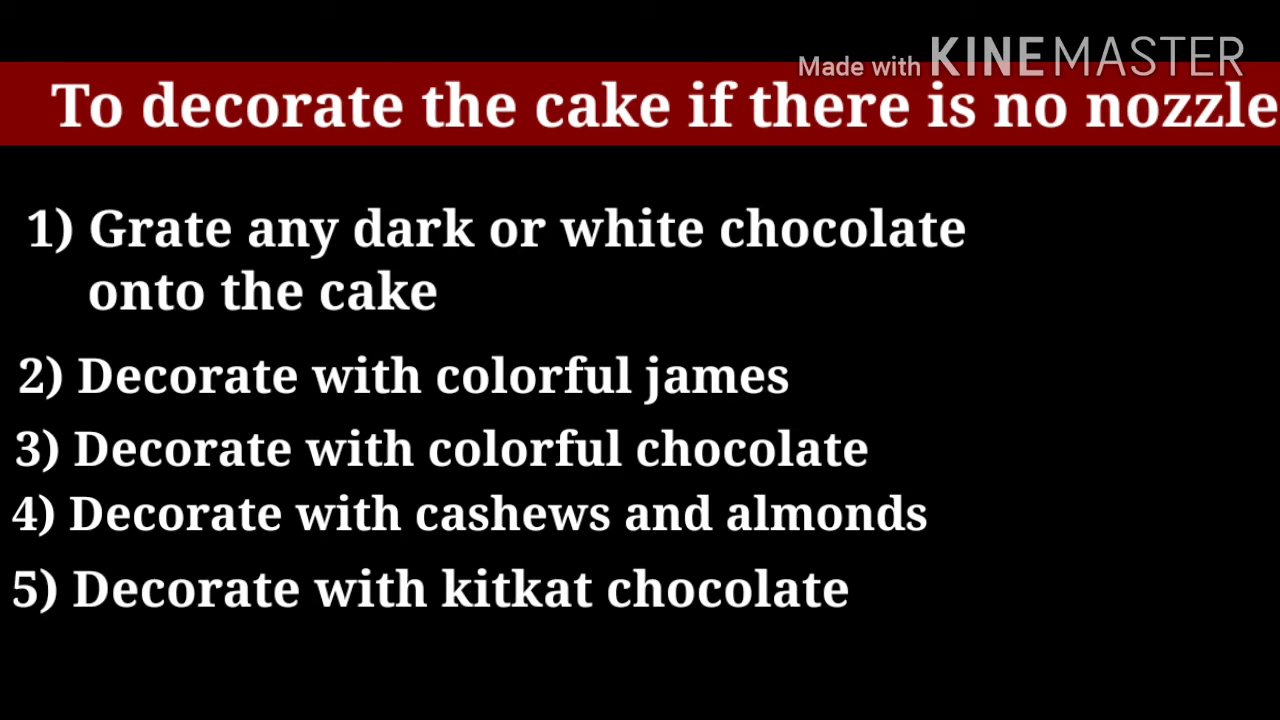 Made with KINEMASTER
To decorate the cake if there is no nozzle
1) Grate any dark or white chocolate
onto the cake
2) Decorate with colorful james
3) Decorate with colorful chocolate
4) Decorate with cashews and almonds
5) Decorate with kitkat chocolate